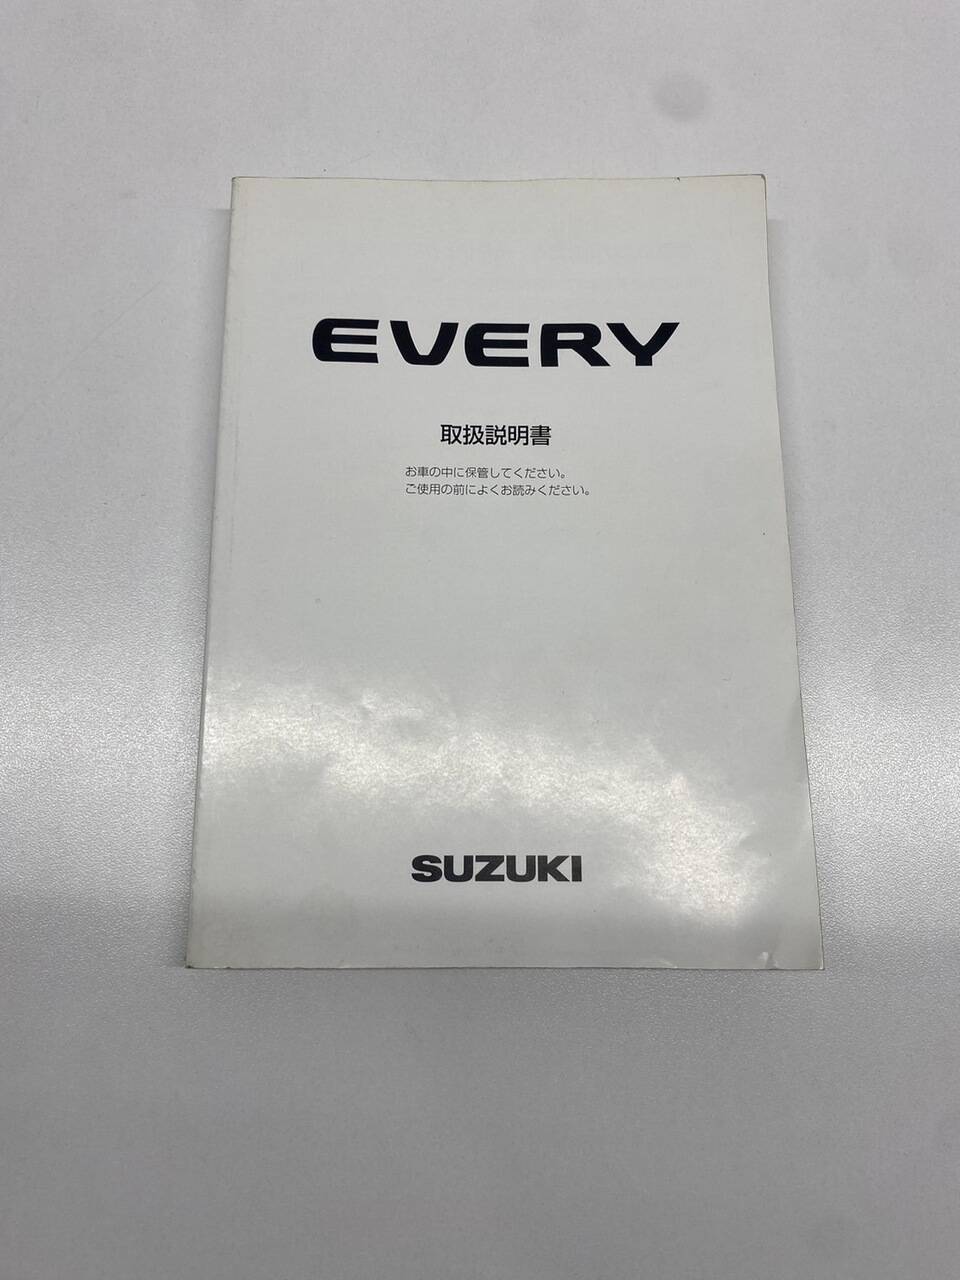 EVERY
取扱説明書
お車の中に保管してください。
ご使用の前によくお読みください。
SUZUKI